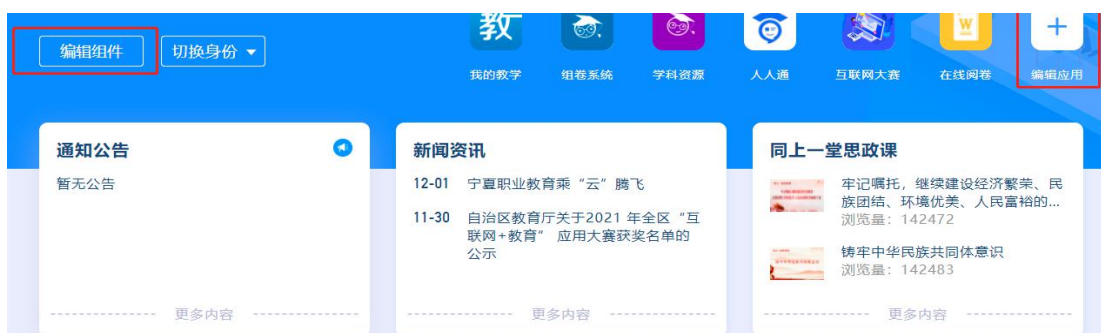 教
W
编辑组件
切换身份
我的教学
组卷系统
学科资源
人人通
互联网大赛
在线阅卷
编辑应用
通知公告
暂无公告
更多内容
新闻资讯
12-01 宁夏职业教育乘“云”腾飞
11-30 自治区教育厅关于2021 年全区“互
联网+教育” 应用大赛获奖名单的
公示
更多内容
同上一堂思政课
牢记嘱托，继续建设经济繁荣、民
族团结、环境优美、人民富裕的...
浏览量：142472
铸牢中华民族共同体意识
浏览量：142483
更多内容